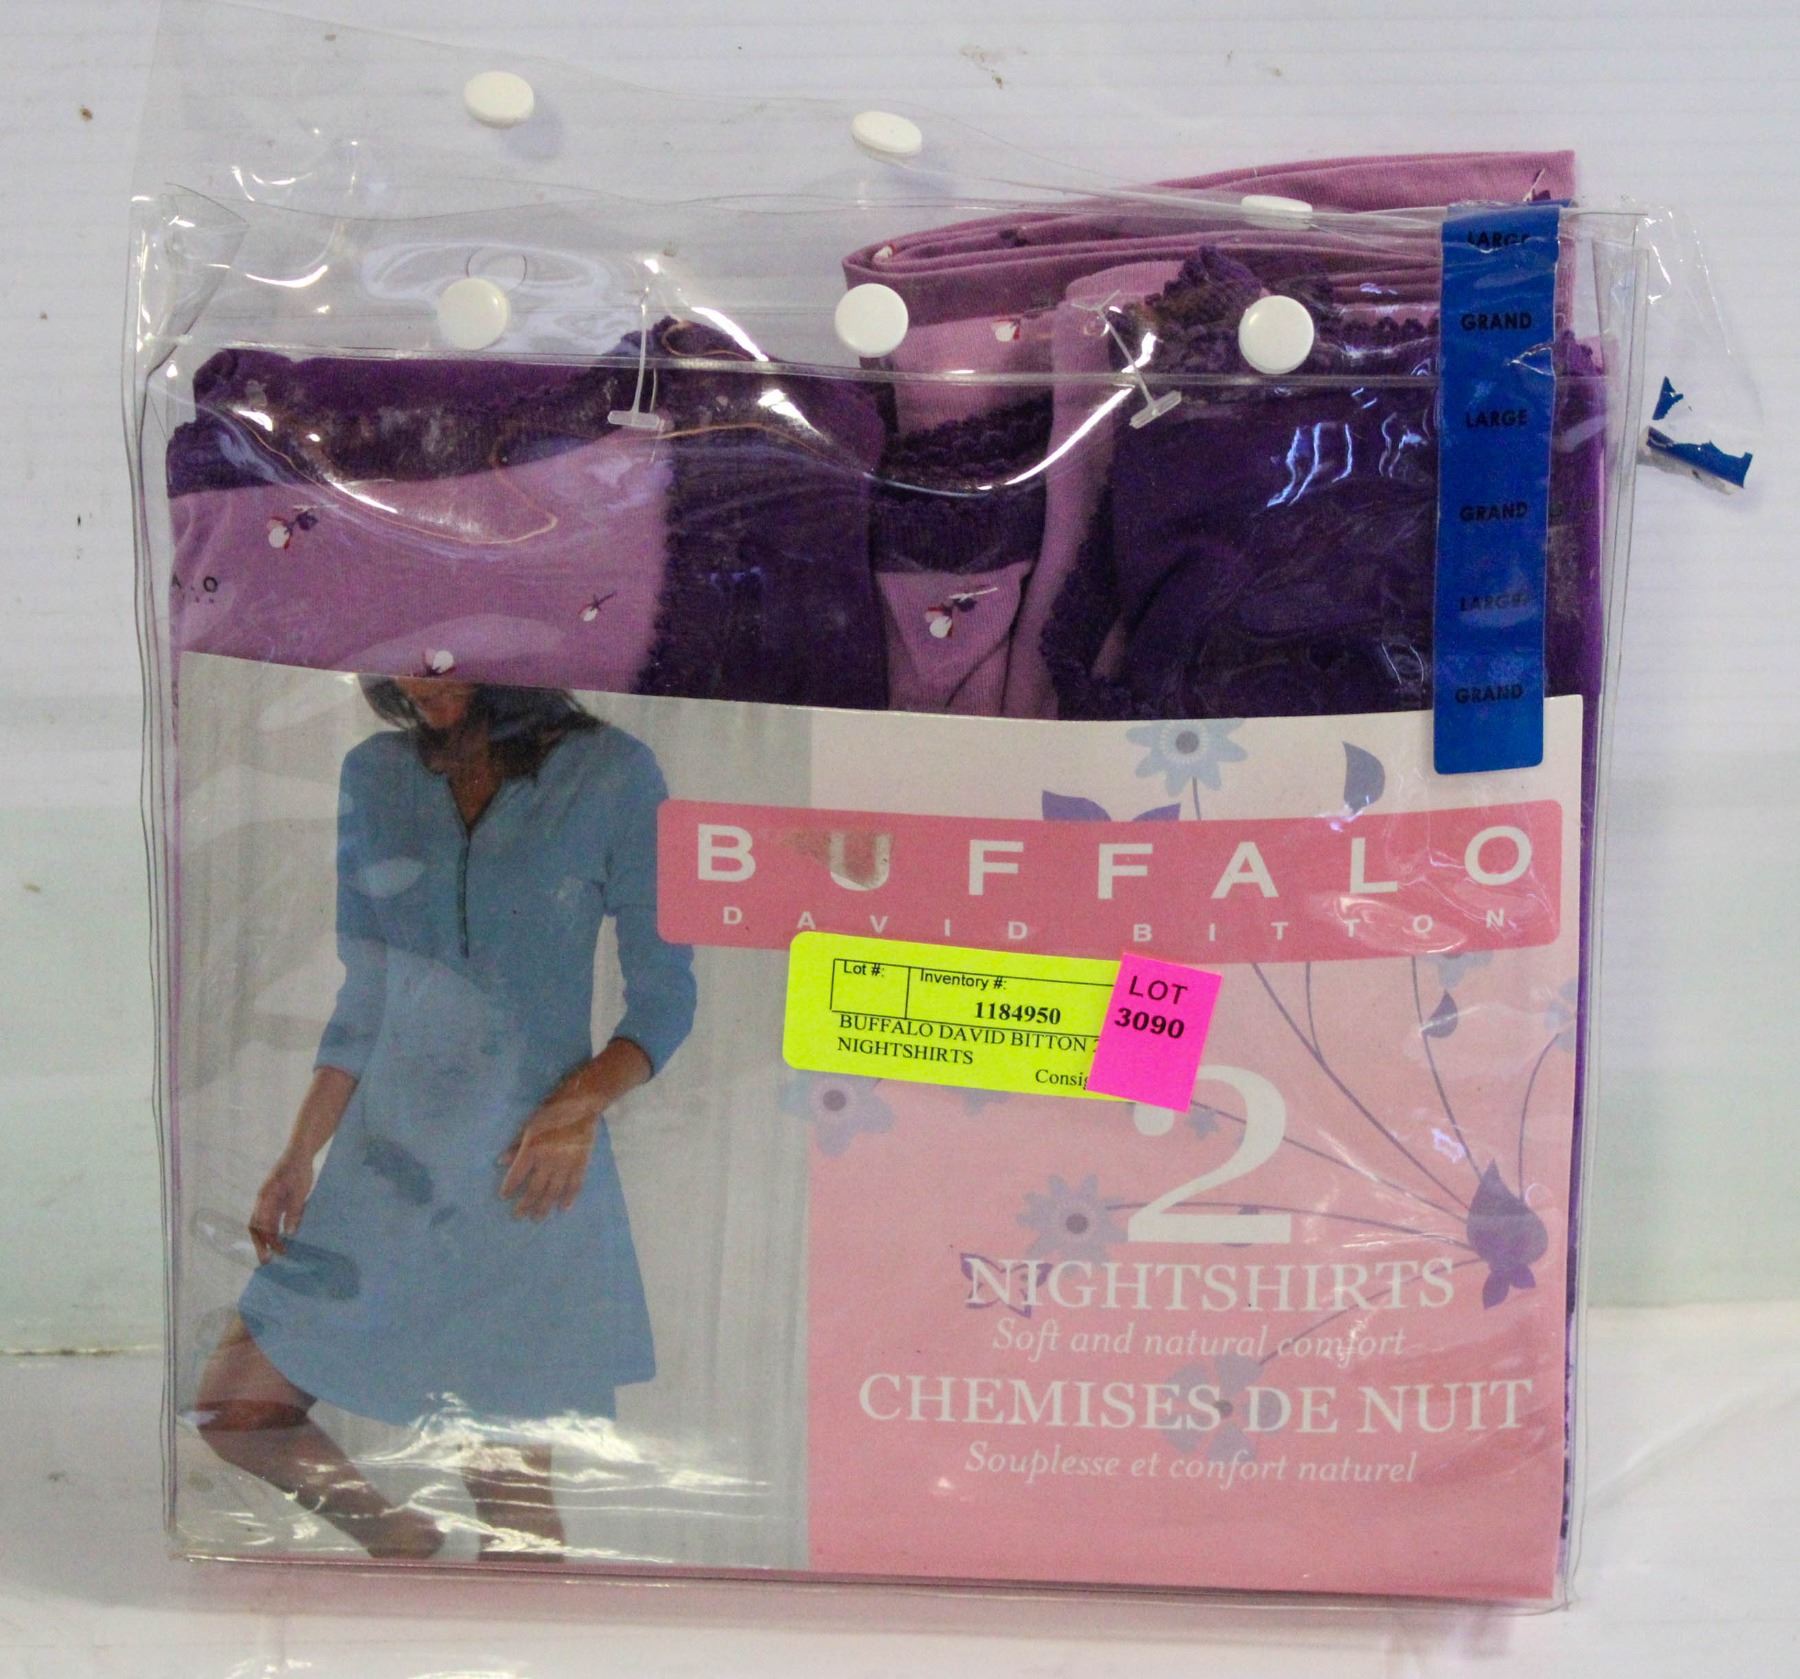 LARGE
GRAND
LARGE
GRAND
LARGE
GRAND
BUFFALO
DAVID BITTON
Lot #: Inventory #:
1184950
BUFFALO DAVID BITTON
NIGHTSHIRTS
LOT
3090
2
NIGHTSHIRTS
Soft and natural comfort
CHEMISES DE NUIT
Souplesse et confort naturel